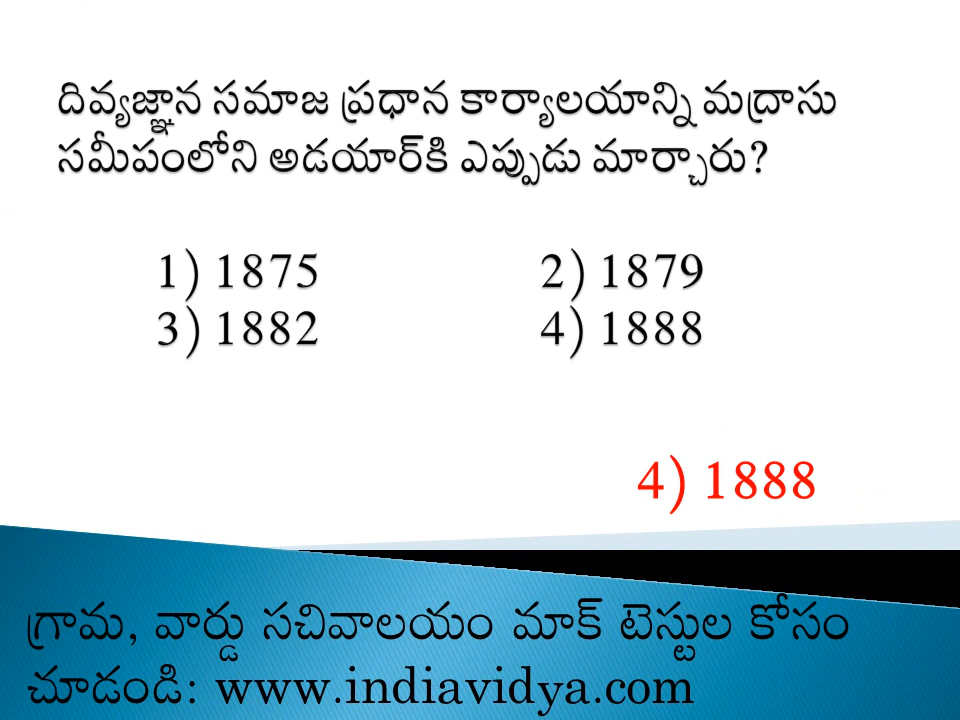 దివ్యజ్ఞాన సమాజ ప్రధాన కార్యాలయాన్ని మద్రాసు
సమీపంలోని అడయార్‌కి ఎప్పుడు మార్చారు?
1) 1875 2) 1879
3) 1882 4) 1888
4) 1888
గ్రామ, వార్డు సచివాలయం మాక్ టెస్టుల కోసం
చూడండి: www.indiavidya.com